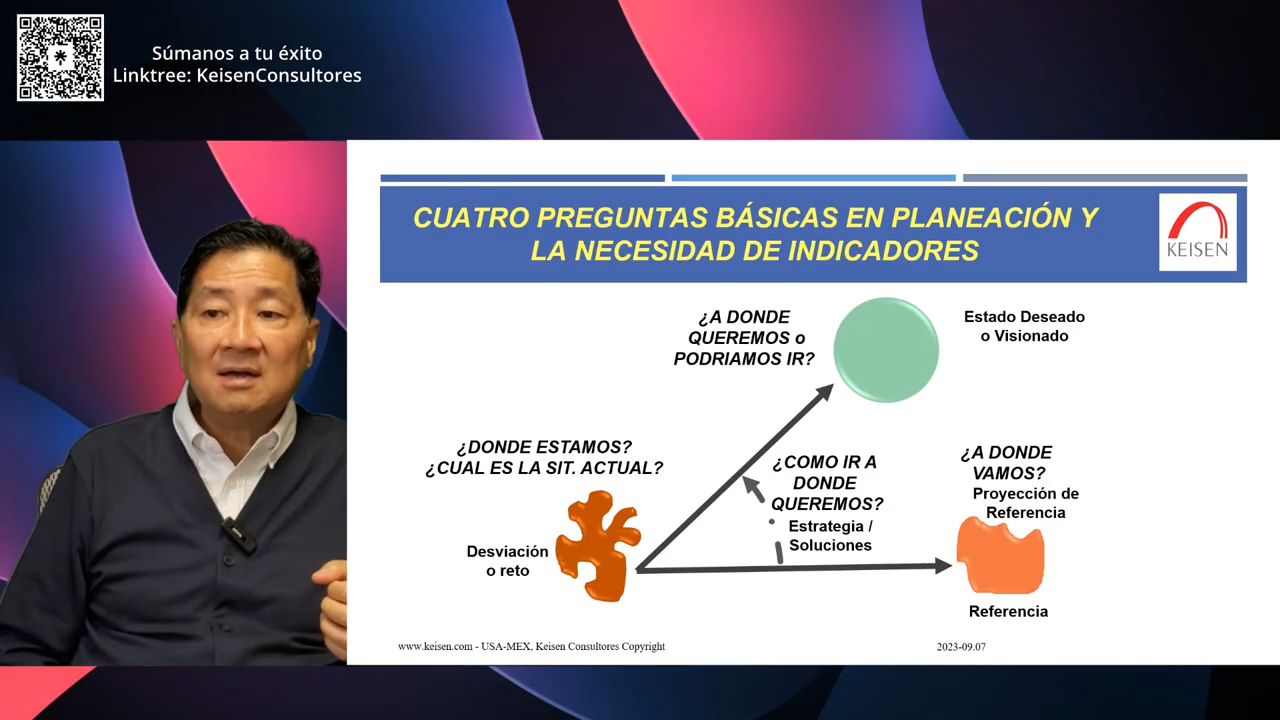 Súmanos a tu éxito
Linktree: KeisenConsultores
CUATRO PREGUNTAS BÁSICAS EN PLANEACIÓN Y
LA NECESIDAD DE INDICADORES
KEISEN
¿A DONDE
QUEREMOS o
PODRIAMOS IR?
Estado Deseado
o Visionado
¿DONDE ESTAMOS?
¿CUAL ES LA SIT. ACTUAL?
Desviación
o reto
¿COMO IR A
DONDE
QUEREMOS?
Estrategia /
Soluciones
¿A DONDE
VAMOS?
Proyección de
Referencia
Referencia
www.keisen.com - USA-MEX, Keisen Consultores Copyright
2023-09.07